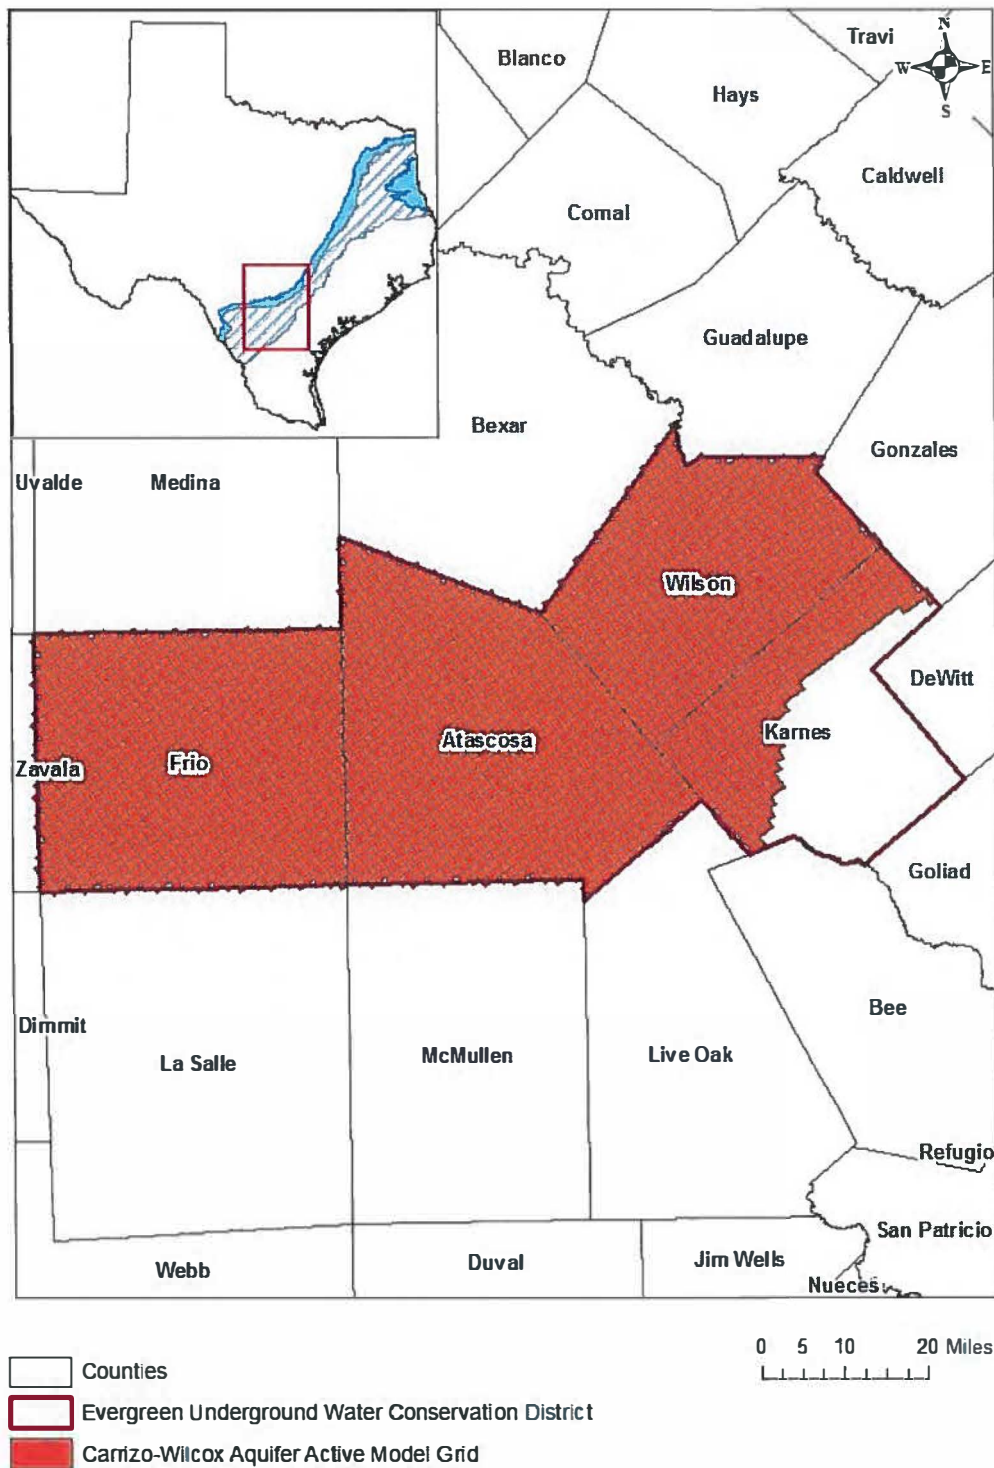 Blanco
Travi
N
W
E
S
Hays
Caldwell
Comal
Guadalupe
Bexar
Gonzales
Uvalde
Medina
Wilson
DeWitt
Karnes
Atascosa
Zavala
Frio
Goliad
Bee
Dimmit
La Salle
McMullen
Live Oak
Refugio
San Patricio
Webb
Duval
Jim Wells
Nueces
0 5 10 20 Miles
Counties
Evergreen Underground Water Conservation District
Carrizo-Wilcox Aquifer Active Model Grid